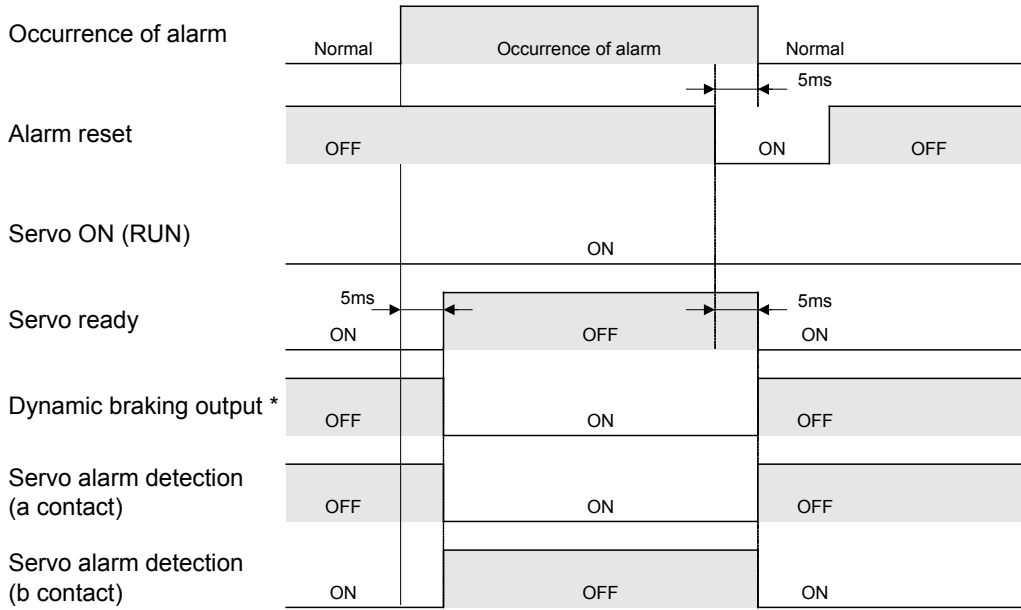 Occurrence of alarm
Normal
Occurrence of alarm
Normal
5ms
Alarm reset
OFF
ON
OFF
Servo ON (RUN)
ON
5ms
5ms
Servo ready
ON
OFF
ON
Dynamic braking output *
OFF
ON
OFF
Servo alarm detection
(a contact)
OFF
ON
OFF
Servo alarm detection
(b contact)
ON
OFF
ON